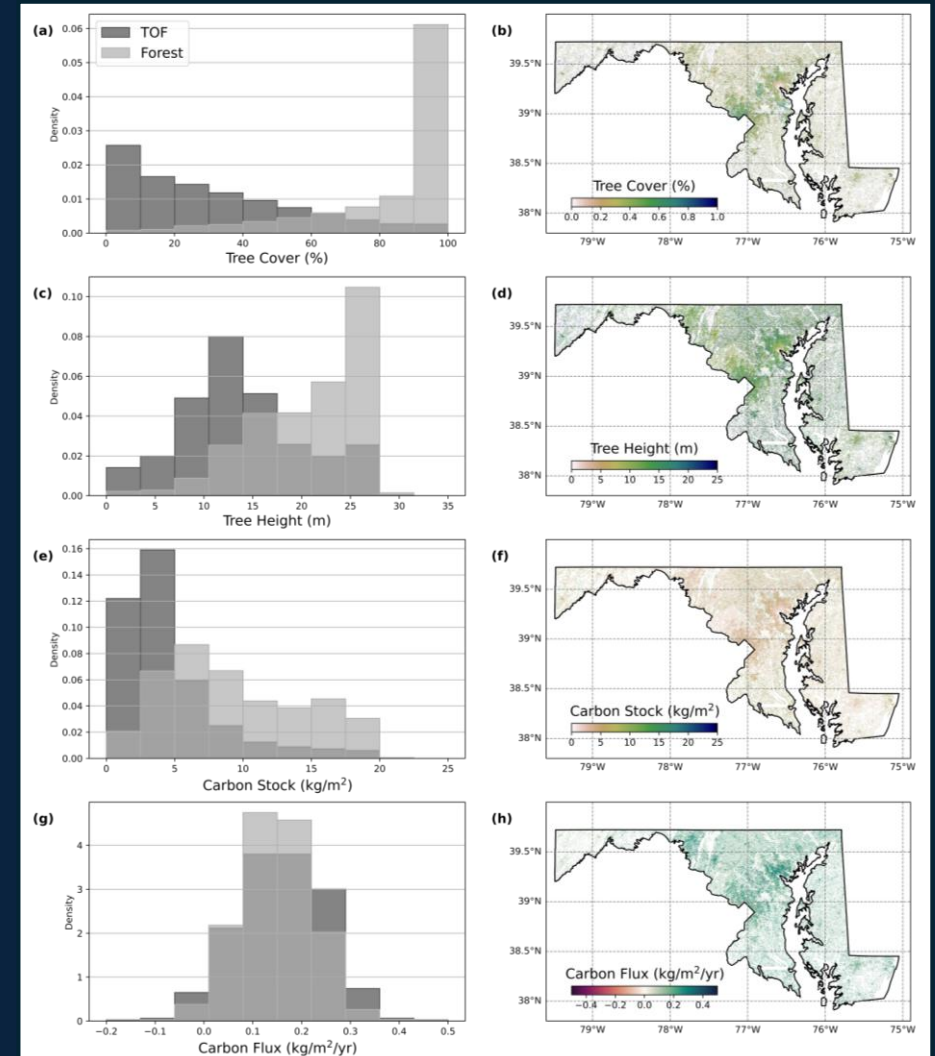 (a)
TOF
Forest
0.06
0.05
0.04
0.03
0.02
0.01
0.00
Density
0 20 40 60 80 100
Tree Cover (%)
(b)
39.5°N
39°N
38.5°N
38°N
Tree Cover (%)
0.0 0.2 0.4 0.6 0.8 1.0
79°W 78°W 77°W 76°W 75°W
(c)
0.10
0.08
0.06
0.04
0.02
0.00
Density
0 5 10 15 20 25 30 35
Tree Height (m)
(d)
39.5°N
39°N
38.5°N
38°N
Tree Height (m)
0 5 10 15 20 25
79°W 78°W 77°W 76°W 75°W
(e)
0.16
0.14
0.12
0.10
0.08
0.06
0.04
0.02
0.00
Density
0 5 10 15 20 25
Carbon Stock (kg/m²)
(f)
39.5°N
39°N
38.5°N
38°N
Carbon Stock (kg/m²)
0 5 10 15 20 25
79°W 78°W 77°W 76°W 75°W
(g)
4
3
2
1
0
Density
−0.2 −0.1 0.0 0.1 0.2 0.3 0.4 0.5
Carbon Flux (kg/m²/yr)
(h)
39.5°N
39°N
38.5°N
38°N
Carbon Flux (kg/m²/yr)
−0.4 −0.2 0.0 0.2 0.4
79°W 78°W 77°W 76°W 75°W